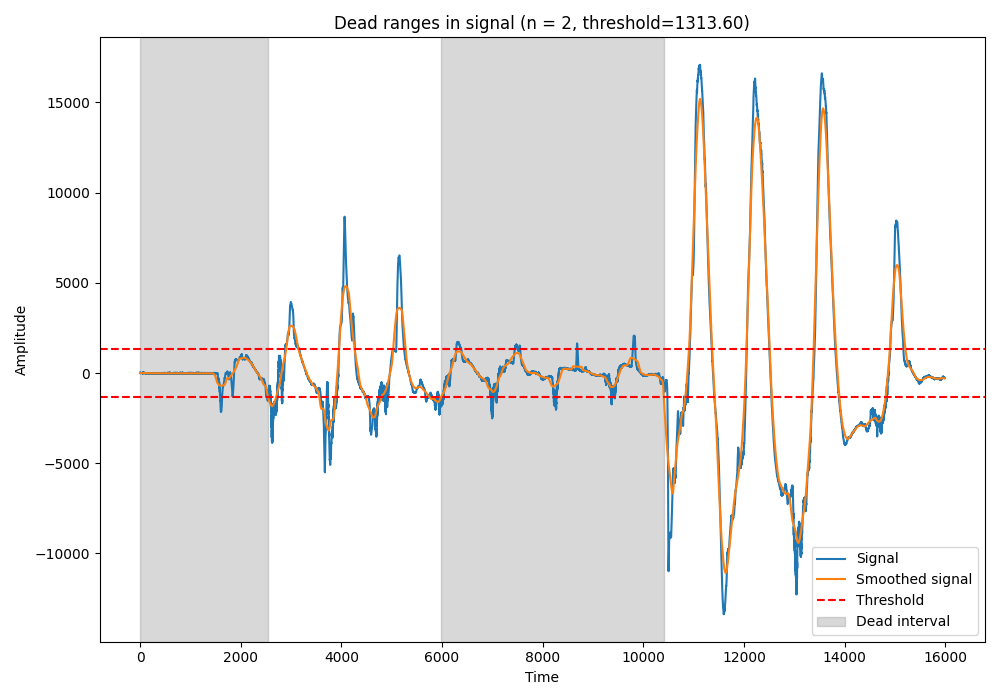 Dead ranges in signal (n = 2, threshold=1313.60)
Amplitude
15000
10000
5000
0
−5000
−10000
0 2000 4000 6000 8000 10000 12000 14000 16000
Time
Signal
Smoothed signal
Threshold
Dead interval